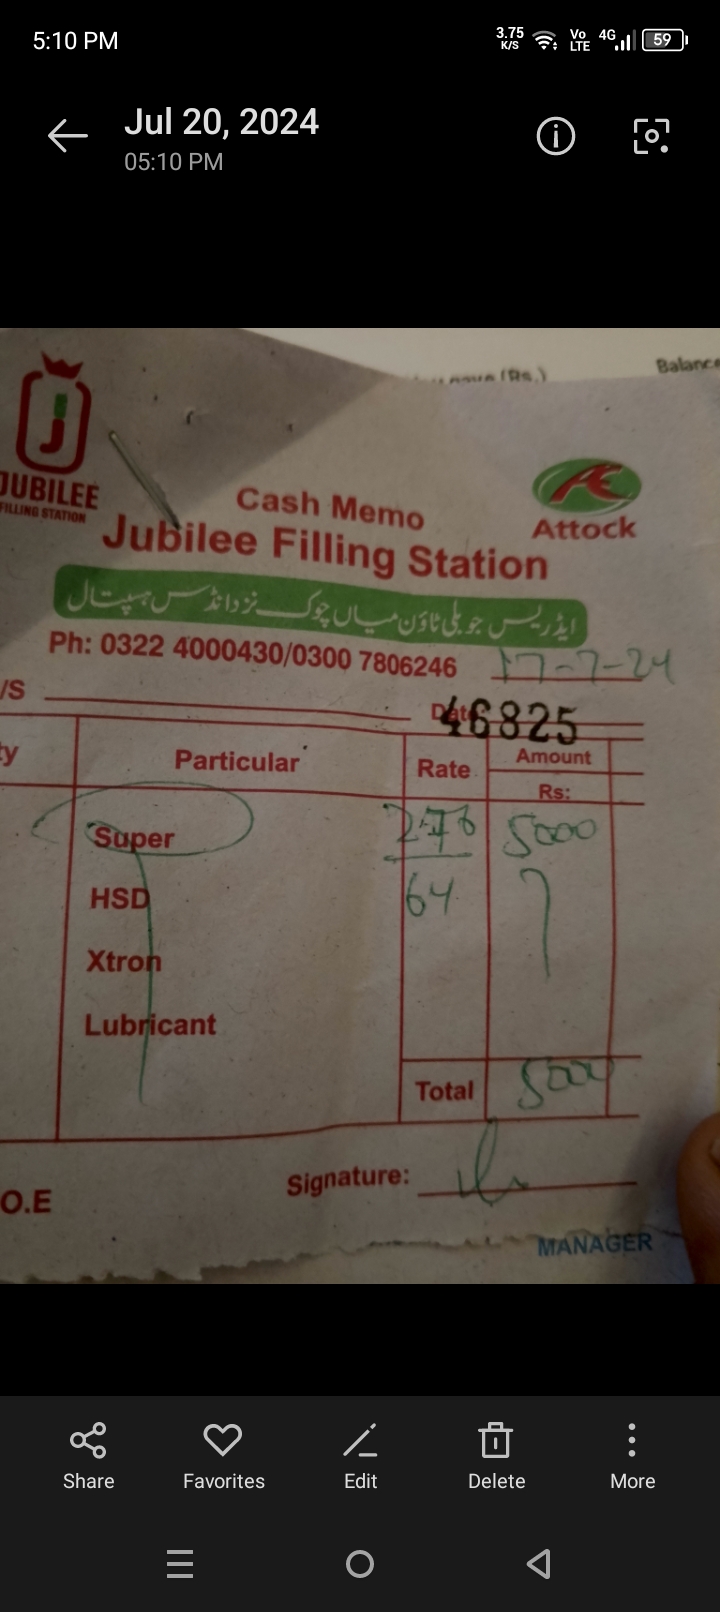 5:10 PM
3.75 K/S Vo LTE 4G 59
Jul 20, 2024
05:10 PM
(Rs.) Balance
JUBILEE
FILLING STATION
Attock
Cash Memo
Jubilee Filling Station
ایڈریس جوبلی ٹاؤن میاں چوک نزد انڈس ہسپتال
Ph: 0322 4000430/0300 7806246
17-7-24
/S
Date
46825
ty Particular Rate Amount
Rs:
Super 276 5000
HSD 64
Xtron
Lubricant
Total 5000
O.E Signature:
MANAGER
Share Favorites Edit Delete More